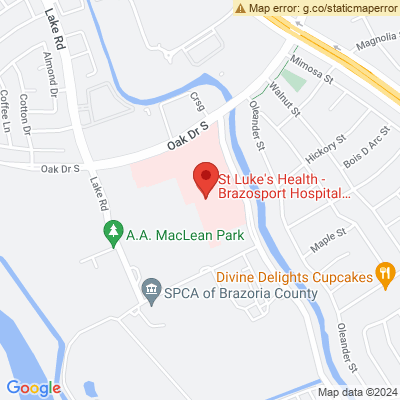 Map error: g.co/staticmaperror
Lake Rd
Almond Dr
Cotton Dr
Coffee Ln
Magnolia S
Mimosa St
Walnut St
Oleander St
Crsg
Oak Dr S
Hickory St
Bois D Arc St
Oak Dr S
Lake Rd
St Luke's Health -
Brazosport Hospital...
A.A. MacLean Park
Maple St
Divine Delights Cupcakes
SPCA of Brazoria County
Oleander St
Google
Map data ©2024